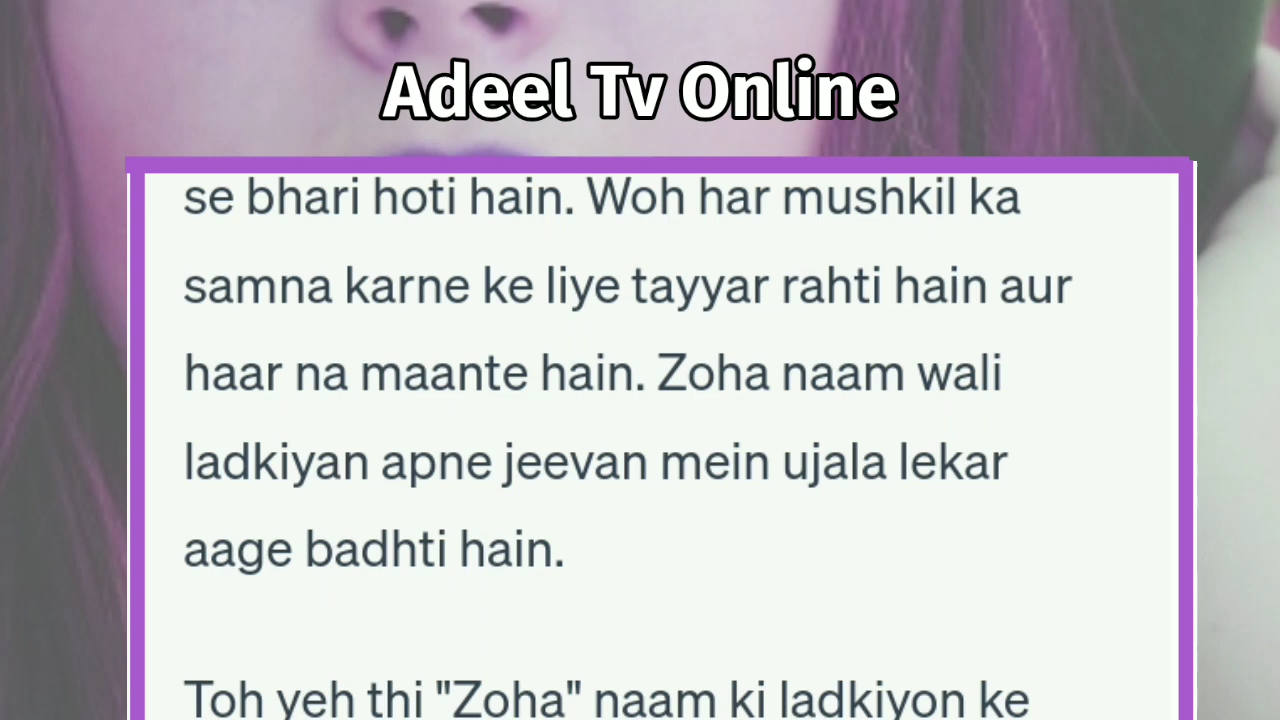 Adeel Tv Online
se bhari hoti hain. Woh har mushkil ka
samna karne ke liye tayyar rahti hain aur
haar na maante hain. Zoha naam wali
ladkiyan apne jeevan mein ujala lekar
aage badhti hain.
Toh yeh thi "Zoha" naam ki ladkiyon ke